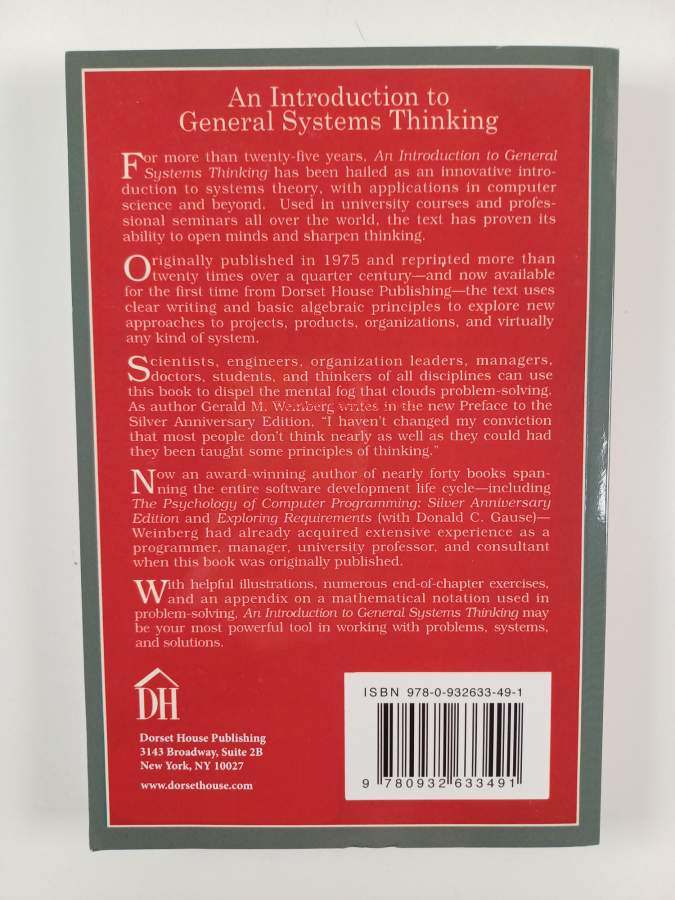 An Introduction to
General Systems Thinking
For more than twenty-five years, An Introduction to General
Systems Thinking has been hailed as an innovative intro-
duction to systems theory, with applications in computer
science and beyond. Used in university courses and profes-
sional seminars all over the world, the text has proven its
ability to open minds and sharpen thinking.
Originally published in 1975 and reprinted more than
twenty times over a quarter century—and now available
for the first time from Dorset House Publishing—the text uses
clear writing and basic algebraic principles to explore new
approaches to projects, products, organizations, and virtually
any kind of system.
Scientists, engineers, organization leaders, managers,
doctors, students, and thinkers of all disciplines can use
this book to dispel the mental fog that clouds problem-solving.
As author Gerald M. Weinberg writes in the new Preface to the
Silver Anniversary Edition, "I haven't changed my conviction
that most people don't think nearly as well as they could had
they been taught some principles of thinking."
Now an award-winning author of nearly forty books span-
ning the entire software development life cycle—including
The Psychology of Computer Programming: Silver Anniversary
Edition and Exploring Requirements (with Donald C. Gause)—
Weinberg had already acquired extensive experience as a
programmer, manager, university professor, and consultant
when this book was originally published.
With helpful illustrations, numerous end-of-chapter exercises,
and an appendix on a mathematical notation used in
problem-solving, An Introduction to General Systems Thinking may
be your most powerful tool in working with problems, systems,
and solutions.
DH
Dorset House Publishing
3143 Broadway, Suite 2B
New York, NY 10027
www.dorsethouse.com
ISBN 978-0-932633-49-1
9 780932 633491